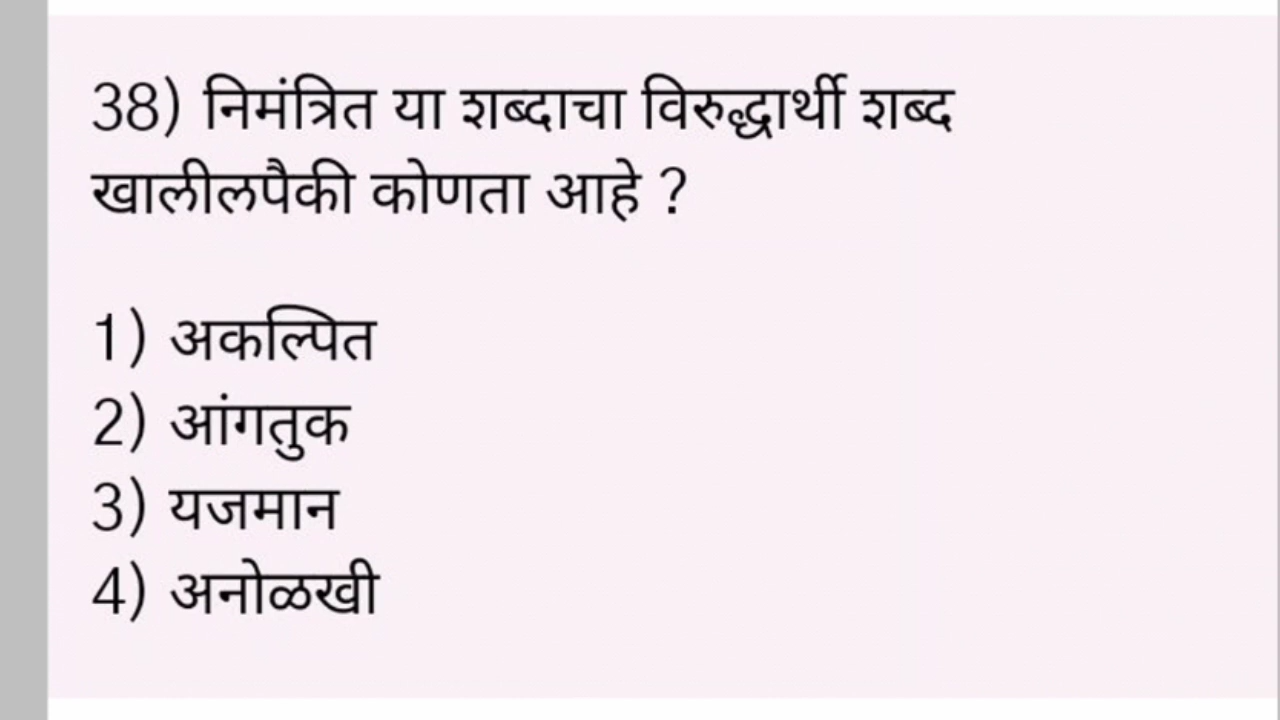 38) निमंत्रित या शब्दाचा विरुद्धार्थी शब्द
खालीलपैकी कोणता आहे ?
1) अकल्पित
2) आंगतुक
3) यजमान
4) अनोळखी